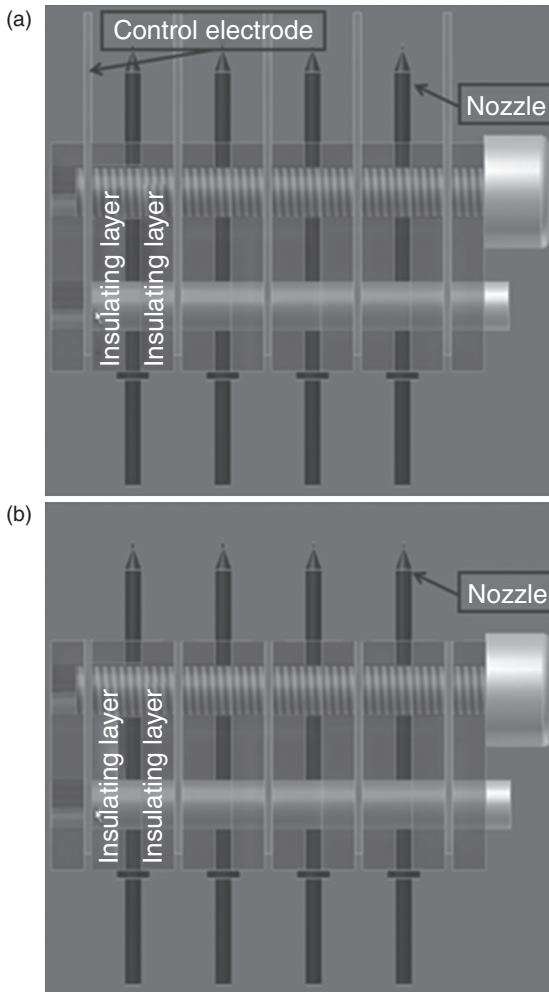 (a)
Control electrode
Nozzle
Insulating layer
Insulating layer
(b)
Nozzle
Insulating layer
Insulating layer